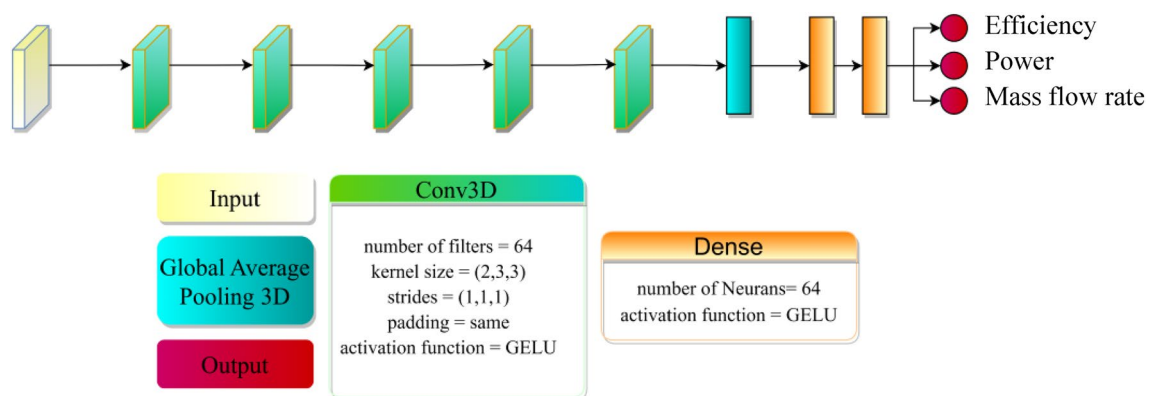 Efficiency
Power
Mass flow rate
Input
Global Average
Pooling 3D
Output
Conv3D
number of filters = 64
kernel size = (2,3,3)
strides = (1,1,1)
padding = same
activation function = GELU
Dense
number of Neurans= 64
activation function = GELU